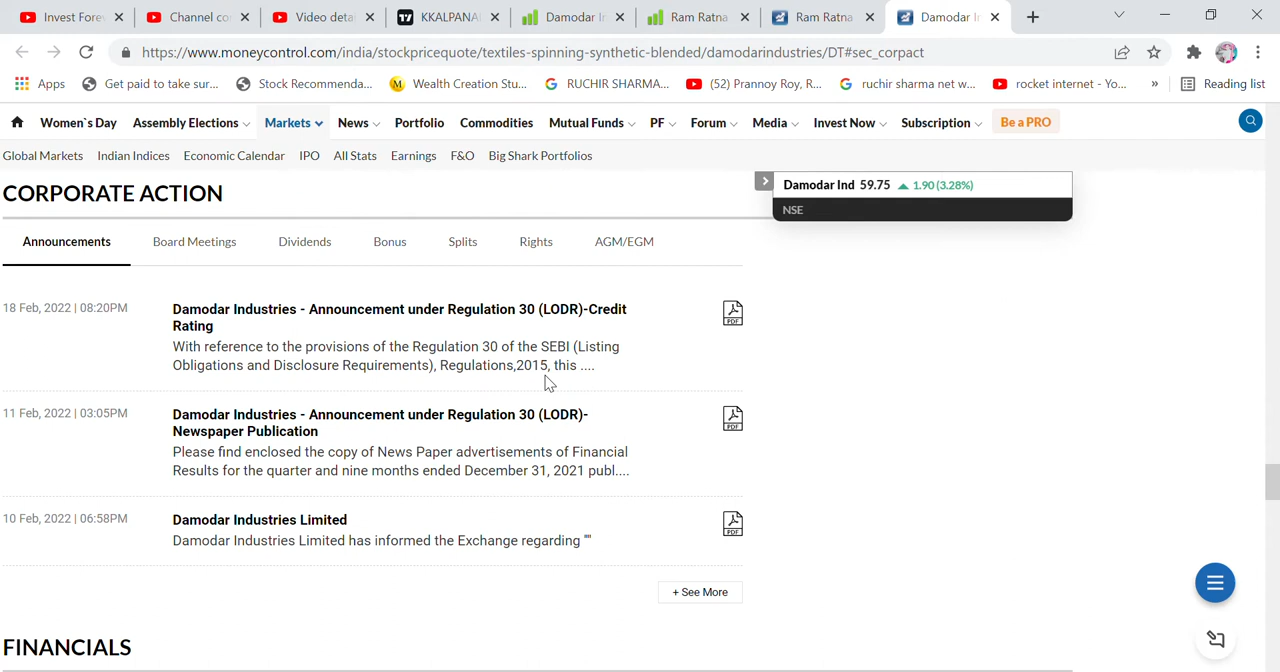 Invest Fore
Channel co
Video deta
KKALPANA
Damodar In
Ram Ratna
Ram Ratna
Damodar In
https://www.moneycontrol.com/india/stockpricequote/textiles-spinning-synthetic-blended/damodarindustries/DT#sec_corpact
Apps
Get paid to take sur...
Stock Recommenda...
M Wealth Creation Stu...
RUCHIR SHARMA...
(52) Prannoy Roy, R...
ruchir sharma net w...
rocket internet - Yo...
»
Reading list
Women`s Day Assembly Elections Markets News Portfolio Commodities Mutual Funds PF Forum Media Invest Now Subscription Be a PRO
Global Markets Indian Indices Economic Calendar IPO All Stats Earnings F&O Big Shark Portfolios
CORPORATE ACTION
Damodar Ind 59.75 ▲ 1.90 (3.28%)
NSE
Announcements Board Meetings Dividends Bonus Splits Rights AGM/EGM
18 Feb, 2022 | 08:20PM
Damodar Industries - Announcement under Regulation 30 (LODR)-Credit
Rating
With reference to the provisions of the Regulation 30 of the SEBI (Listing
Obligations and Disclosure Requirements), Regulations,2015, this ....
PDF
11 Feb, 2022 | 03:05PM
Damodar Industries - Announcement under Regulation 30 (LODR)-
Newspaper Publication
Please find enclosed the copy of News Paper advertisements of Financial
Results for the quarter and nine months ended December 31, 2021 publ....
PDF
10 Feb, 2022 | 06:58PM
Damodar Industries Limited
Damodar Industries Limited has informed the Exchange regarding ""
PDF
+ See More
FINANCIALS